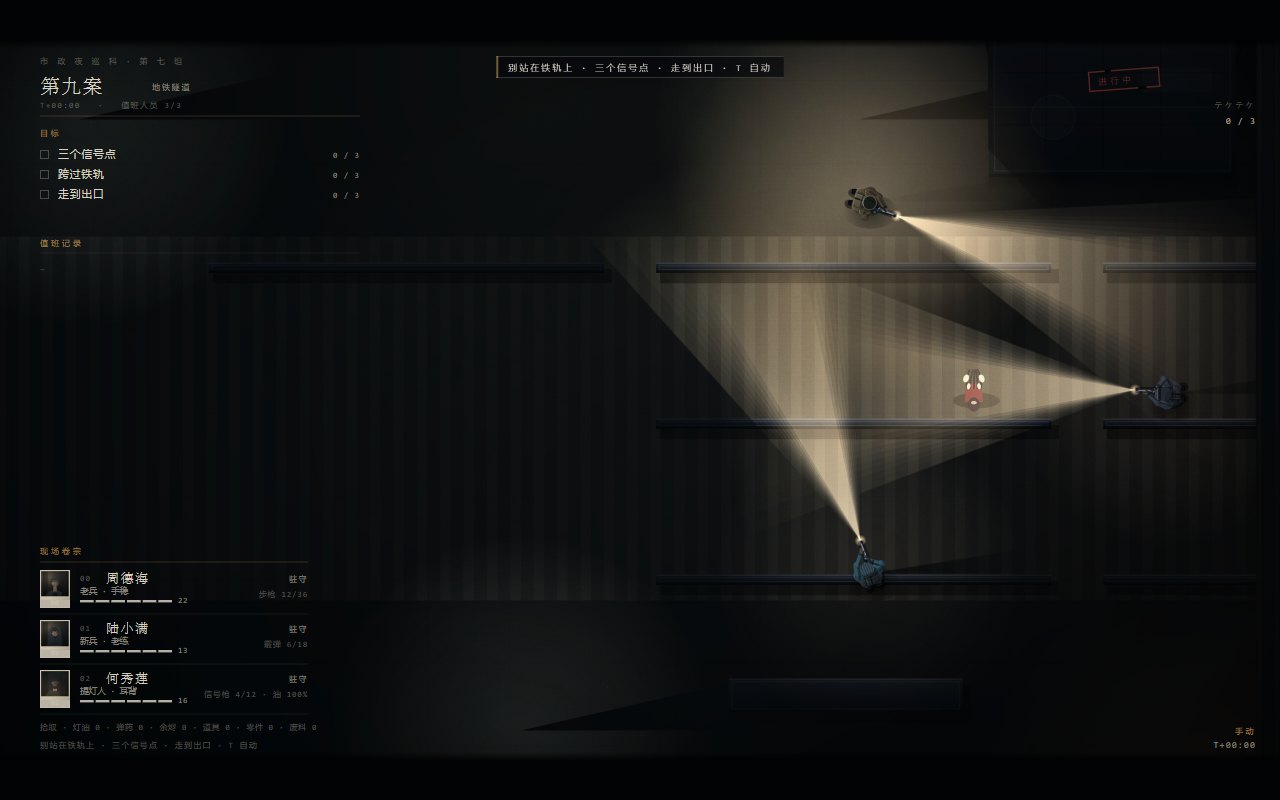 市政夜巡科 · 第七组
第九案 地铁隧道
T+00:00 · 值班人员 3/3
目标
三个信号点 0 / 3
跨过铁轨 0 / 3
走到出口 0 / 3
值班记录
—
别站在铁轨上 · 三个信号点 · 走到出口 · T 自动
进行中
テケテケ
0 / 3
现场卷宗
00 周德海 驻守
老兵 · 手稳 步枪 12/36
22
01 陆小满 驻守
新兵 · 老练 霰弹 6/18
13
02 何秀莲 驻守
提灯人 · 耳背 信号枪 4/12 · 油 100%
16
拾取 · 灯油 0 · 弹药 0 · 余烬 0 · 道具 0 · 零件 0 · 废料 0
别站在铁轨上 · 三个信号点 · 走到出口 · T 自动
手动
T+00:00